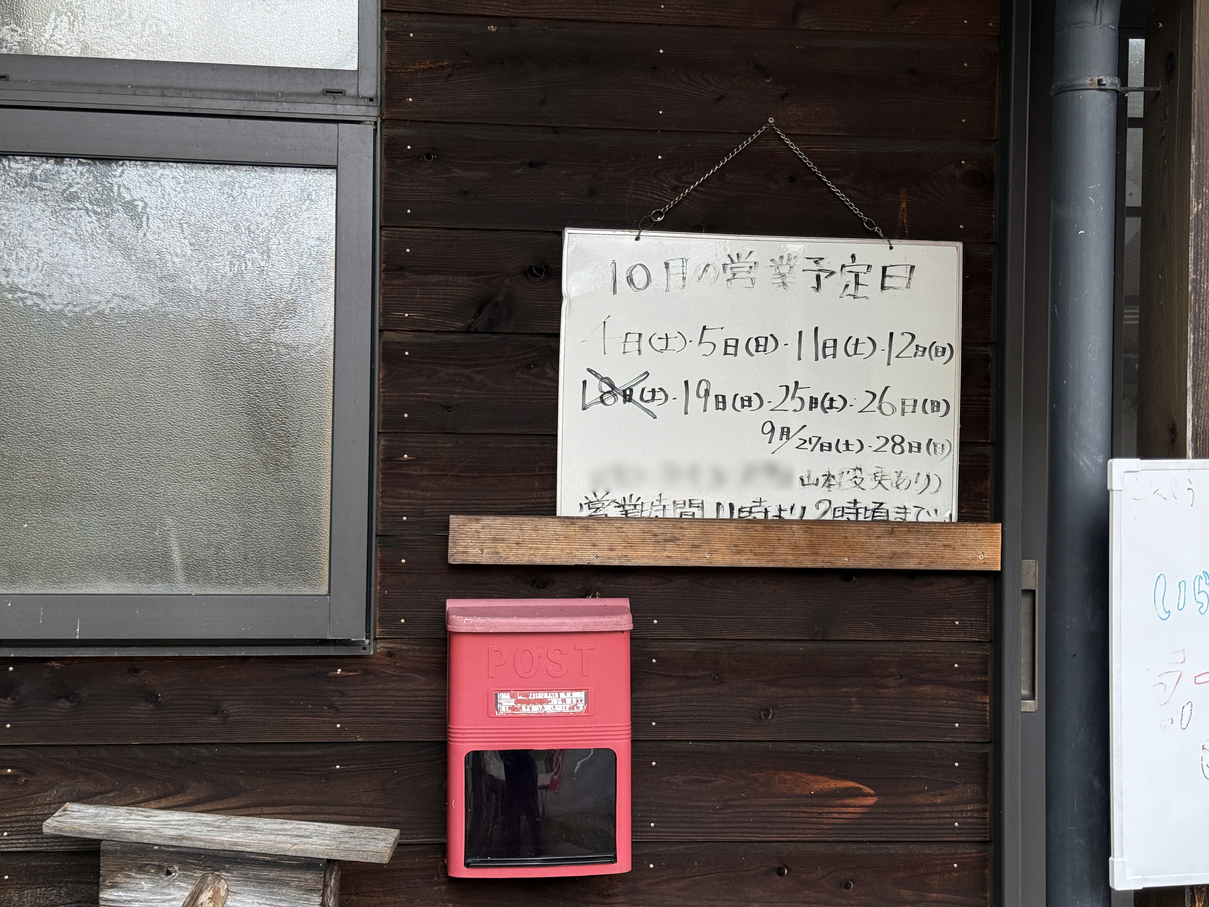 10月の営業予定日
4日(土)・5日(日)・11日(土)・12日(日)
18日(土)・19日(日)・25日(土)・26日(日)
9月/27日(土)・28日(日)
山本(変更あり)
営業時間 11時より2時頃まで
POST